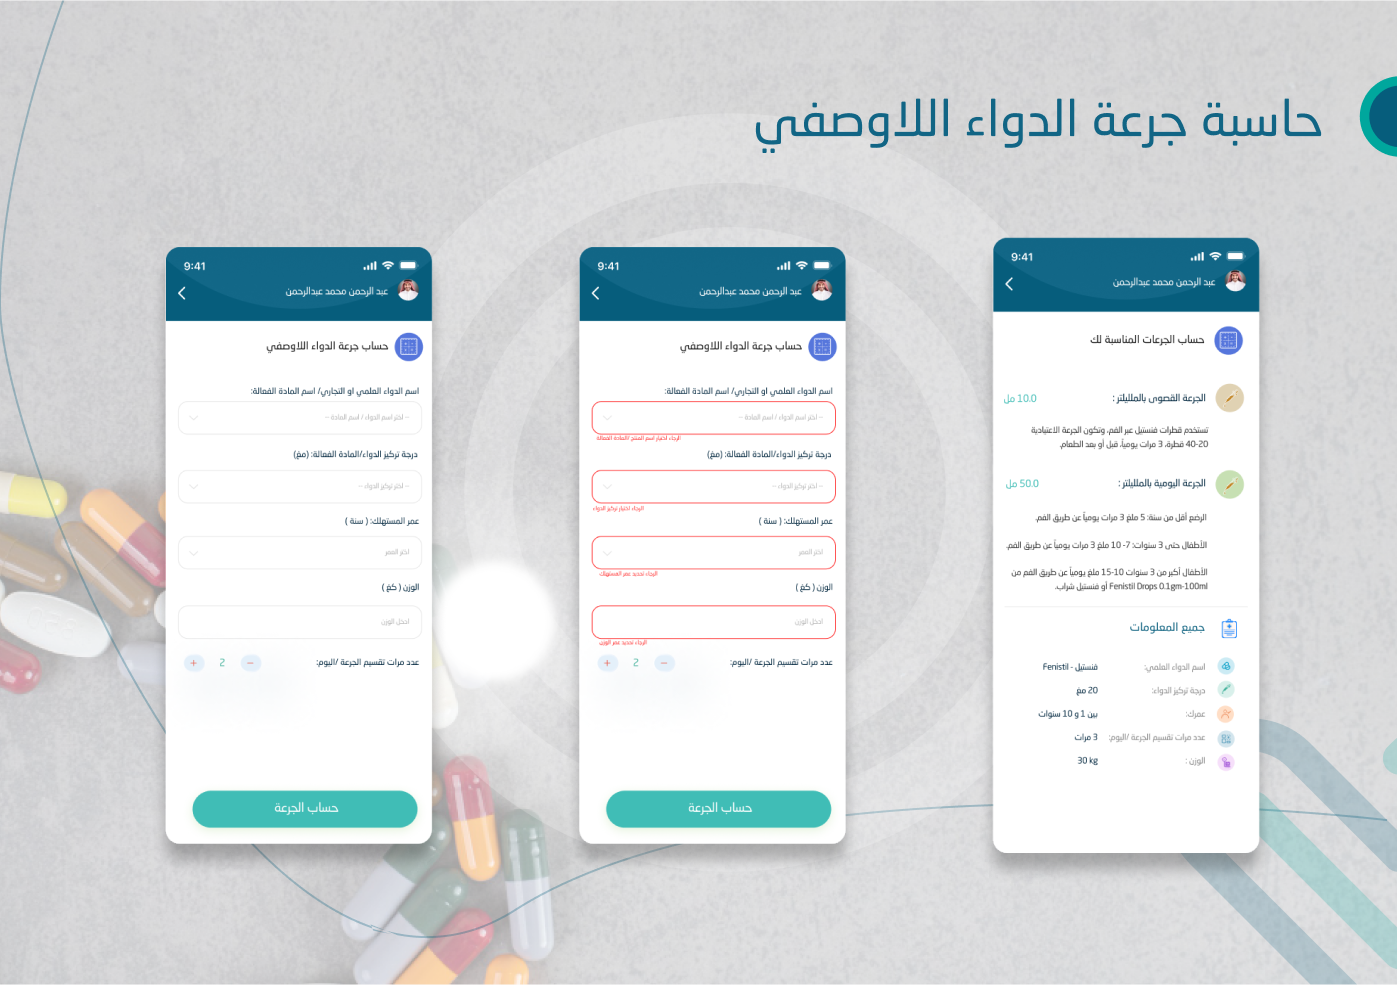 حاسبة جرعة الدواء اللاوصفي
9:41
عبد الرحمن محمد عبدالرحمن
حساب الجرعات المناسبة لك
الجرعة القصوى بالملليلتر :
10.0 مل
تستخدم قطرات فنستيل عبر الفم، وتكون الجرعة الاعتيادية
20-40 قطرة، 3 مرات يومياً، قبل أو بعد الطعام.
الجرعة اليومية بالملليلتر :
50.0 مل
الرضع أقل من سنة: 5 ملغ 3 مرات يومياً عن طريق الفم.
الأطفال حتى 3 سنوات: 7- 10 ملغ 3 مرات يومياً عن طريق الفم.
الأطفال أكبر من 3 سنوات 10-15 ملغ يومياً عن طريق الفم من
Fenistil Drops 0.1gm-100ml أو فنستيل شراب.
جميع المعلومات
اسم الدواء العلمي:
فنستيل - Fenistil
درجة تركيز الدواء:
20 مغ
عمرك:
بين 1 و 10 سنوات
عدد مرات تقسيم الجرعة /اليوم:
3 مرات
الوزن :
30 kg
9:41
عبد الرحمن محمد عبدالرحمن
حساب جرعة الدواء اللاوصفي
اسم الدواء العلمي او التجاري/ اسم المادة الفعالة:
-- اختر اسم الدواء / اسم المادة --
الرجاء اختيار اسم المنتج /المادة الفعالة
درجة تركيز الدواء/المادة الفعالة: (مغ)
-- اختر تركيز الدواء --
الرجاء اختيار تركيز الدواء
عمر المستهلك: ( سنة )
اختر العمر
الرجاء تحديد عمر المستهلك
الوزن ( كغ )
ادخل الوزن
الرجاء تحديد عمر الوزن
عدد مرات تقسيم الجرعة /اليوم:
− 2 +
حساب الجرعة
9:41
عبد الرحمن محمد عبدالرحمن
حساب جرعة الدواء اللاوصفي
اسم الدواء العلمي او التجاري/ اسم المادة الفعالة:
-- اختر اسم الدواء / اسم المادة --
درجة تركيز الدواء/المادة الفعالة: (مغ)
-- اختر تركيز الدواء --
عمر المستهلك: ( سنة )
اختر العمر
الوزن ( كغ )
ادخل الوزن
عدد مرات تقسيم الجرعة /اليوم:
− 2 +
حساب الجرعة